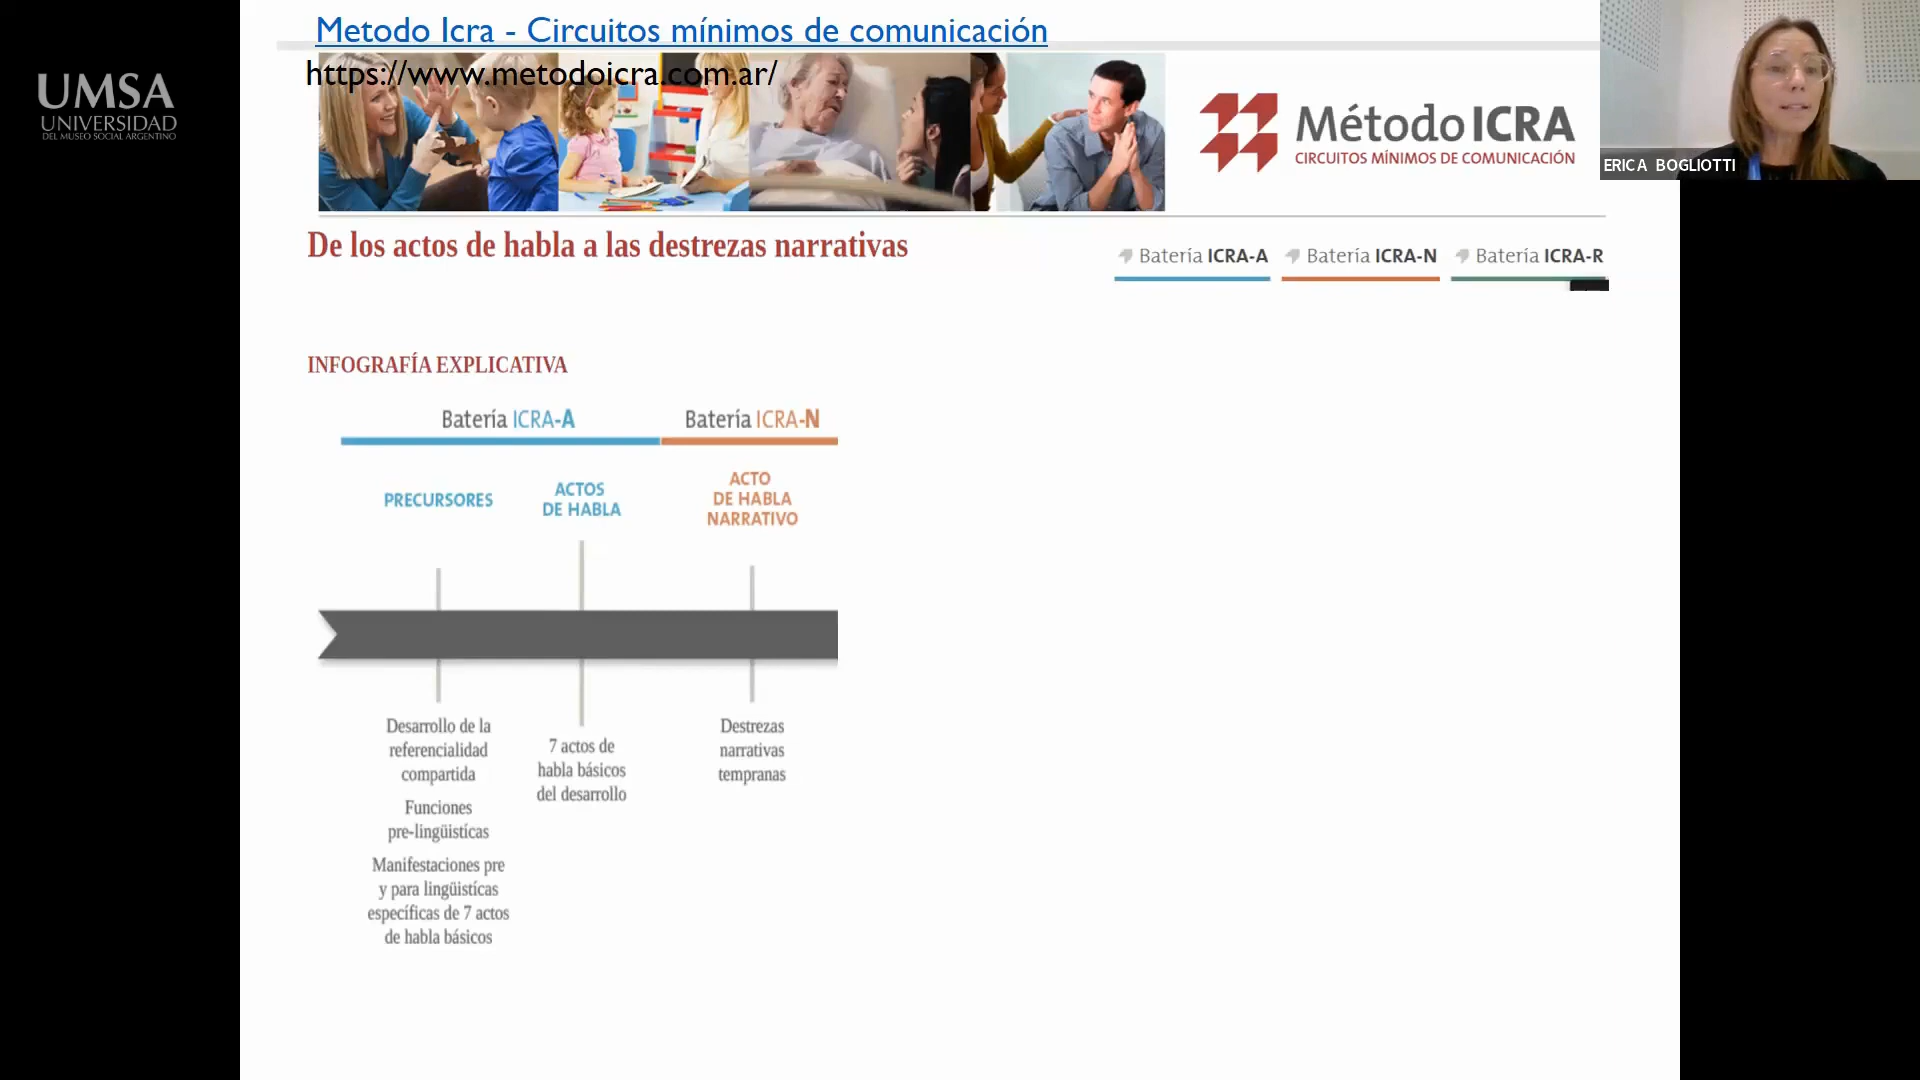 Metodo Icra - Circuitos mínimos de comunicación
https://www.metodoicra.com.ar/
UMSA
UNIVERSIDAD
DEL MUSEO SOCIAL ARGENTINO
Método ICRA
CIRCUITOS MÍNIMOS DE COMUNICACIÓN
ERICA BOGLIOTTI
De los actos de habla a las destrezas narrativas
Batería ICRA-A
Batería ICRA-N
Batería ICRA-R
INFOGRAFÍA EXPLICATIVA
Batería ICRA-A
Batería ICRA-N
PRECURSORES
ACTOS
DE HABLA
ACTO
DE HABLA
NARRATIVO
Desarrollo de la
referencialidad
compartida
Funciones
pre-lingüistícas
Manifestaciones pre
y para lingüistícas
específicas de 7 actos
de habla básicos
7 actos de
habla básicos
del desarrollo
Destrezas
narrativas
tempranas